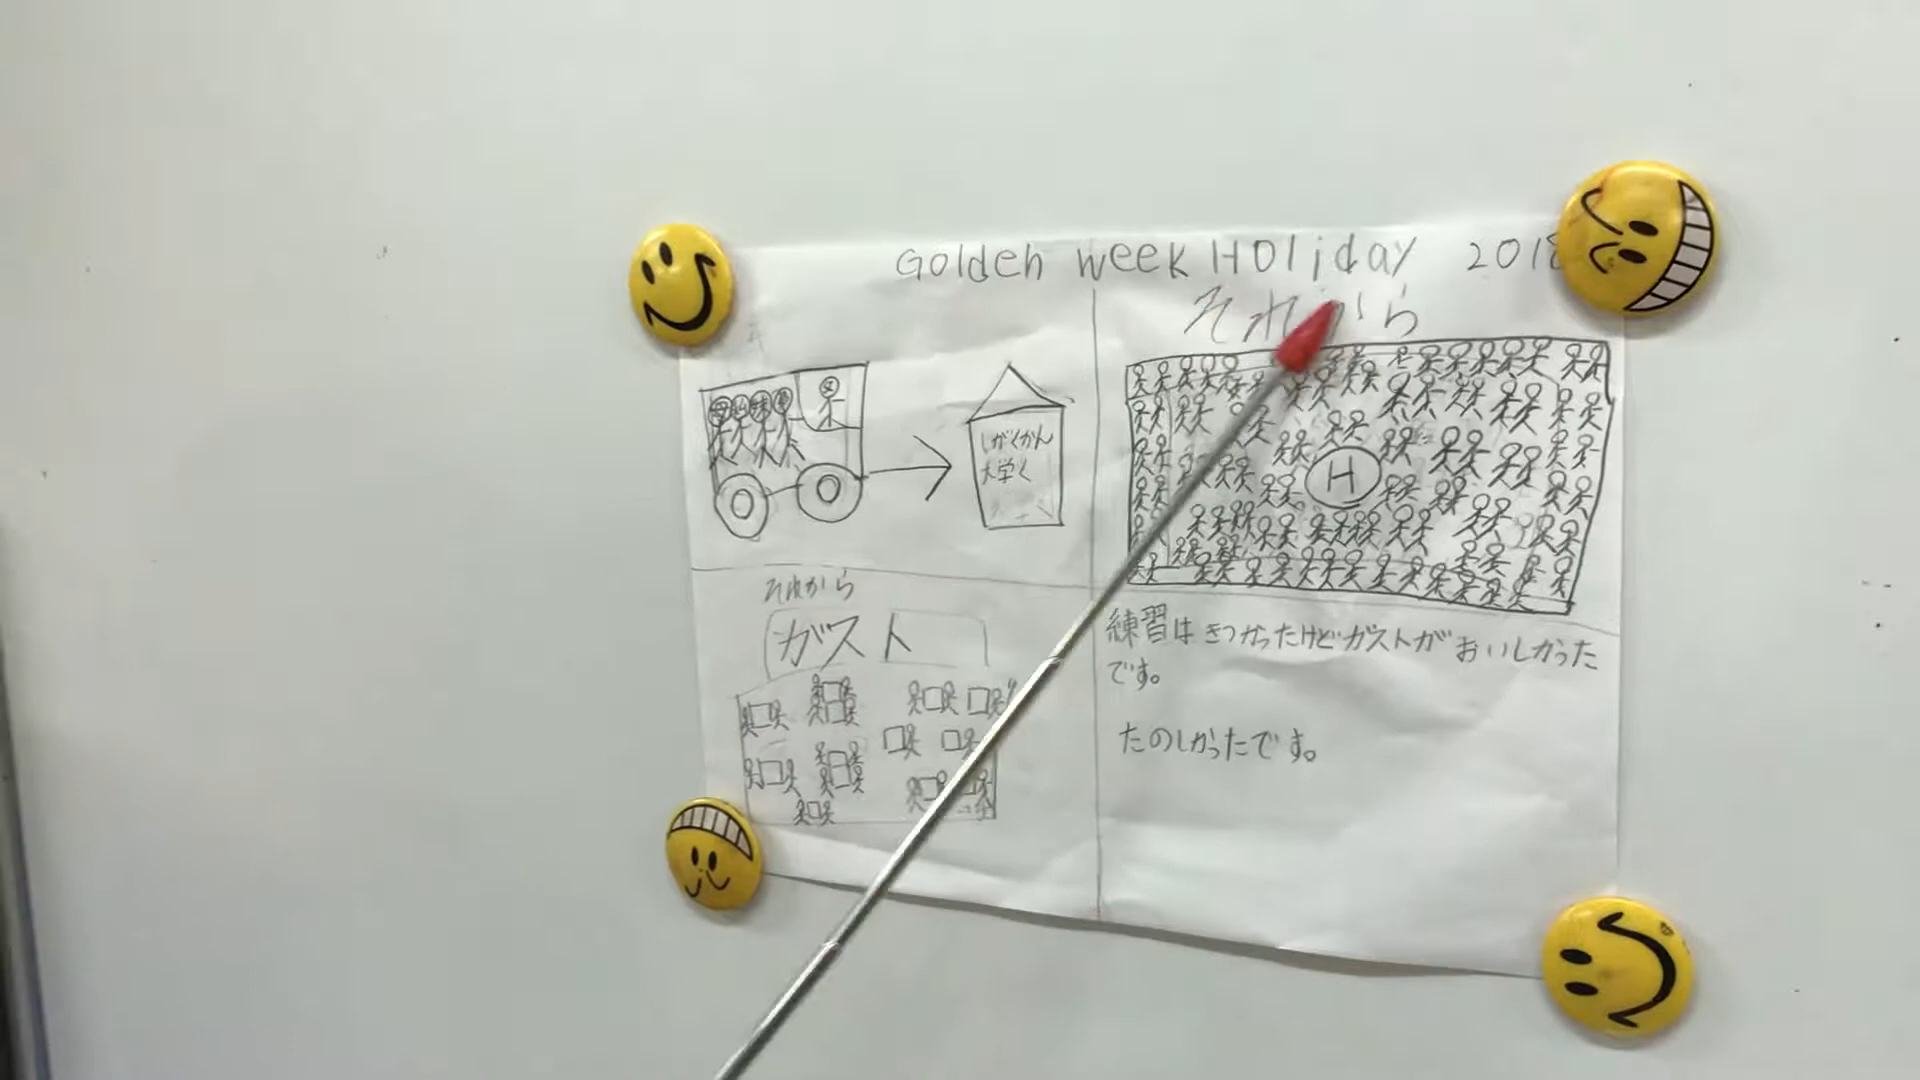 Golden week Holiday 201
それから
しがくかん
大学く
H
それから
ガスト
練習はきつかったけどガストがおいしかった
です。
たのしかったです。